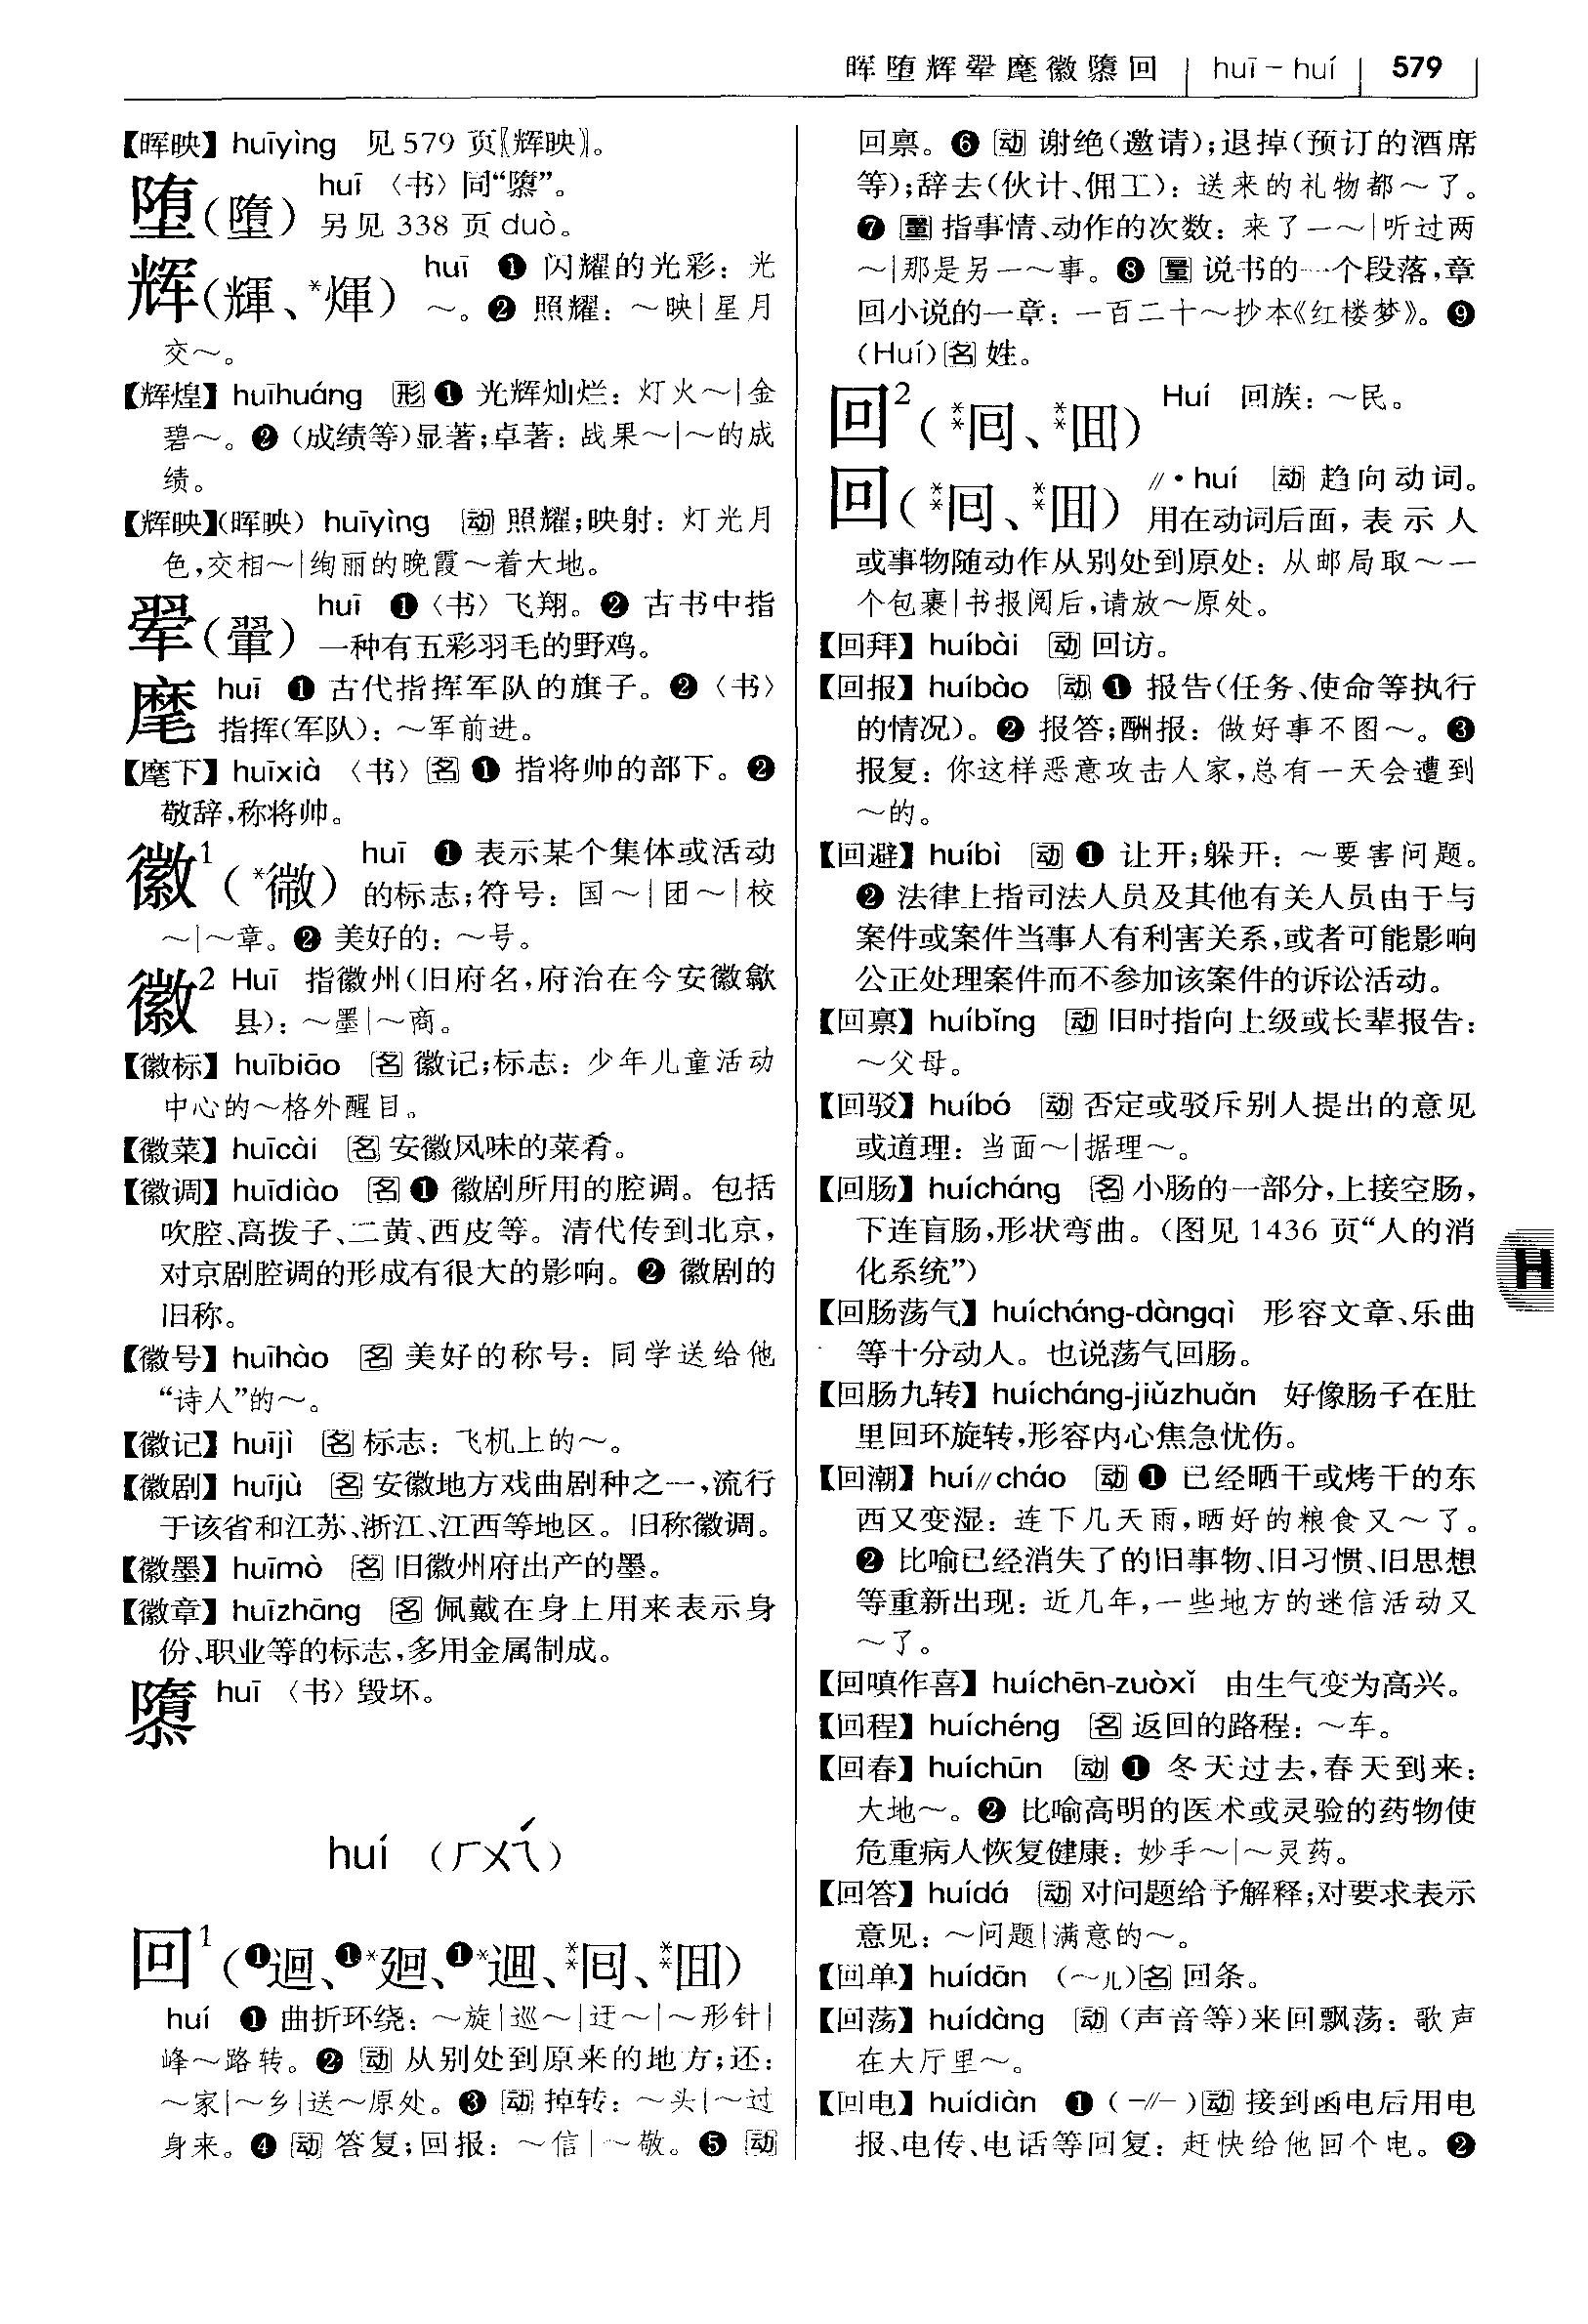 晖堕辉翚麾徽隳回 huī－huí 579
【晖映】huīyìng 见579页〖辉映〗。
堕（墮） huī 〈书〉同“隳”。
另见338页 duò。
辉（輝、*煇） huī ❶ 闪耀的光彩：光
～。❷ 照耀：～映｜星月
交～。
【辉煌】huīhuáng 形 ❶ 光辉灿烂：灯火～｜金
碧～。❷（成绩等）显著；卓著：战果～｜～的成
绩。
【辉映】（晖映）huīyìng 动 照耀；映射：灯光月
色，交相～｜绚丽的晚霞～着大地。
翚（翬） huī ❶〈书〉飞翔。❷ 古书中指
一种有五彩羽毛的野鸡。
麾 huī ❶ 古代指挥军队的旗子。❷〈书〉
指挥（军队）：～军前进。
【麾下】huīxià 〈书〉名 ❶ 指将帅的部下。❷
敬辞，称将帅。
徽1（*微） huī ❶ 表示某个集体或活动
的标志；符号：国～｜团～｜校
～｜～章。❷ 美好的：～号。
徽2 Huī 指徽州（旧府名，府治在今安徽歙
县）：～墨｜～商。
【徽标】huībiāo 名 徽记；标志：少年儿童活动
中心的～格外醒目。
【徽菜】huīcài 名 安徽风味的菜肴。
【徽调】huīdiào 名 ❶ 徽剧所用的腔调。包括
吹腔、高拨子、二黄、西皮等。清代传到北京，
对京剧腔调的形成有很大的影响。❷ 徽剧的
旧称。
【徽号】huīhào 名 美好的称号：同学送给他
“诗人”的～。
【徽记】huījì 名 标志：飞机上的～。
【徽剧】huījù 名 安徽地方戏曲剧种之一，流行
于该省和江苏、浙江、江西等地区。旧称徽调。
【徽墨】huīmò 名 旧徽州府出产的墨。
【徽章】huīzhāng 名 佩戴在身上用来表示身
份、职业等的标志，多用金属制成。
隳 huī 〈书〉毁坏。
huí （ㄏㄨㄟˊ）
回1（❶迴、❶*廻、❶*逥、**囘、**囬）
huí ❶ 曲折环绕：～旋｜巡～｜迂～｜～形针｜
峰～路转。❷ 动 从别处到原来的地方；还：
～家｜～乡｜送～原处。❸ 动 掉转：～头｜～过
身来。❹ 动 答复；回报：～信｜～敬。❺ 动
回禀。❻ 动 谢绝（邀请）；退掉（预订的酒席
等）；辞去（伙计、佣工）：送来的礼物都～了。
❼ 量 指事情、动作的次数：来了一～｜听过两
～｜那是另一～事。❽ 量 说书的一个段落，章
回小说的一章：一百二十～抄本《红楼梦》。❾
（Huí）名 姓。
回2（**囘、**囬） Huí 回族：～民。
回（**囘、**囬） //·huí 动 趋向动词。
用在动词后面，表示人
或事物随动作从别处到原处：从邮局取～一
个包裹｜书报阅后，请放～原处。
【回拜】huíbài 动 回访。
【回报】huíbào 动 ❶ 报告（任务、使命等执行
的情况）。❷ 报答；酬报：做好事不图～。❸
报复：你这样恶意攻击人家，总有一天会遭到
～的。
【回避】huíbì 动 ❶ 让开；躲开：～要害问题。
❷ 法律上指司法人员及其他有关人员由于与
案件或案件当事人有利害关系，或者可能影响
公正处理案件而不参加该案件的诉讼活动。
【回禀】huíbǐng 动 旧时指向上级或长辈报告：
～父母。
【回驳】huíbó 动 否定或驳斥别人提出的意见
或道理：当面～｜据理～。
【回肠】huícháng 名 小肠的一部分，上接空肠，
下连盲肠，形状弯曲。（图见1436页“人的消
化系统”）
【回肠荡气】huícháng-dàngqì 形容文章、乐曲
等十分动人。也说荡气回肠。
【回肠九转】huícháng-jiǔzhuǎn 好像肠子在肚
里回环旋转，形容内心焦急忧伤。
【回潮】huí//cháo 动 ❶ 已经晒干或烤干的东
西又变湿：连下几天雨，晒好的粮食又～了。
❷ 比喻已经消失了的旧事物、旧习惯、旧思想
等重新出现：近几年，一些地方的迷信活动又
～了。
【回嗔作喜】huíchēn-zuòxǐ 由生气变为高兴。
【回程】huíchéng 名 返回的路程：～车。
【回春】huíchūn 动 ❶ 冬天过去，春天到来：
大地～。❷ 比喻高明的医术或灵验的药物使
危重病人恢复健康：妙手～｜～灵药。
【回答】huídá 动 对问题给予解释；对要求表示
意见：～问题｜满意的～。
【回单】huídān （～儿）名 回条。
【回荡】huídàng 动（声音等）来回飘荡：歌声
在大厅里～。
【回电】huídiàn ❶（－//－）动 接到函电后用电
报、电传、电话等回复：赶快给他回个电。❷
H